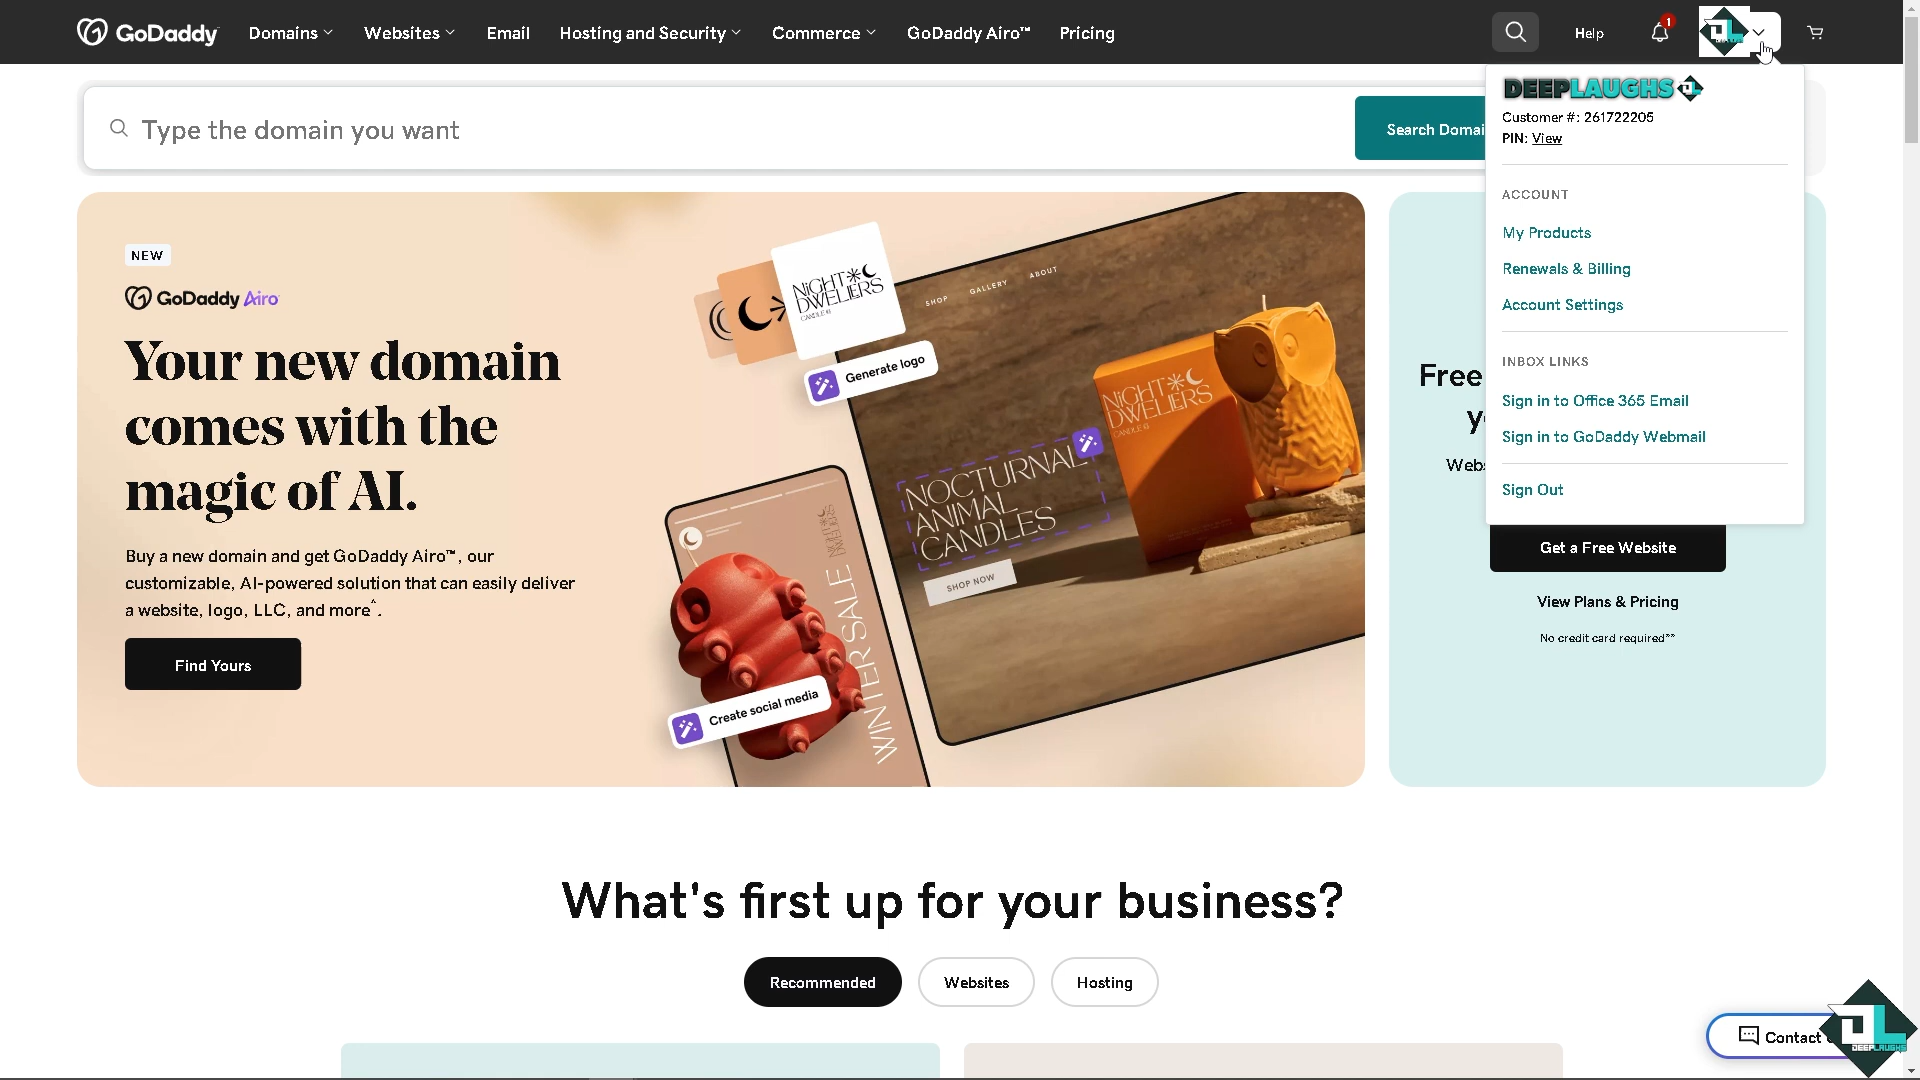 GoDaddy
Domains
Websites
Email
Hosting and Security
Commerce
GoDaddy Airo™
Pricing
Help
1
JL
Type the domain you want
Search Domai
DEEPLAUGHS
Customer #: 261722205
PIN: View
ACCOUNT
My Products
Renewals & Billing
Account Settings
INBOX LINKS
Sign in to Office 365 Email
Sign in to GoDaddy Webmail
Sign Out
NEW
GoDaddy Airo
Your new domain
comes with the
magic of AI.
Buy a new domain and get GoDaddy Airo™, our
customizable, AI-powered solution that can easily deliver
a website, logo, LLC, and more^.
Find Yours
NIGHT
DWELLERS
Generate logo
SHOP
GALLERY
ABOUT
NIGHT
DWELLERS
NOCTURNAL
ANIMAL
CANDLES
SHOP NOW
WINTER SALE
Create social media
Free
Webs
Get a Free Website
View Plans & Pricing
No credit card required**
What's first up for your business?
Recommended
Websites
Hosting
Contact
JL
DEEPLAUGHS